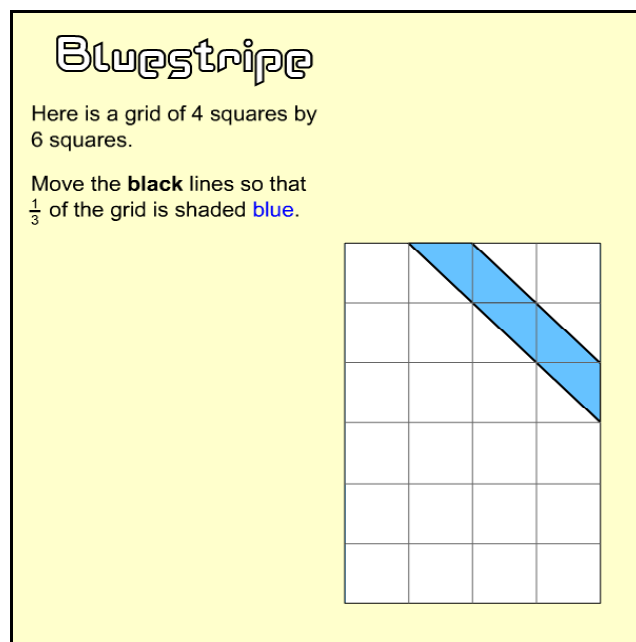 Bluestripe
Here is a grid of 4 squares by
6 squares.
Move the black lines so that
1/3 of the grid is shaded blue.